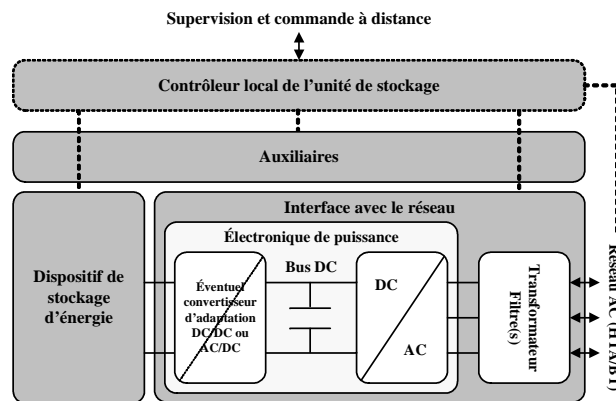 Supervision et commande à distance
Contrôleur local de l’unité de stockage
Auxiliaires
Interface avec le réseau
Électronique de puissance
Dispositif de
stockage
d’énergie
Éventuel
convertisseur
d’adaptation
DC/DC ou
AC/DC
Bus DC
DC
AC
Transformateur
Filtre(s)
Réseau AC (HTA/BT)